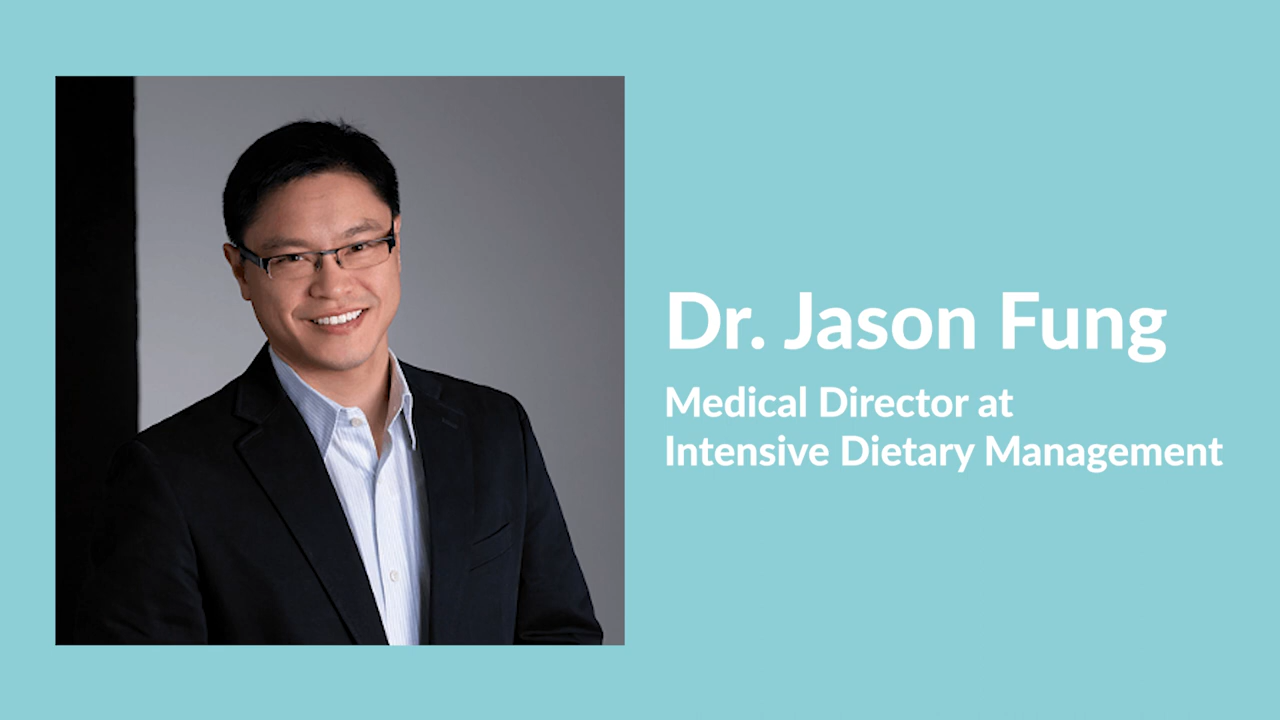 Dr. Jason Fung
Medical Director at
Intensive Dietary Management